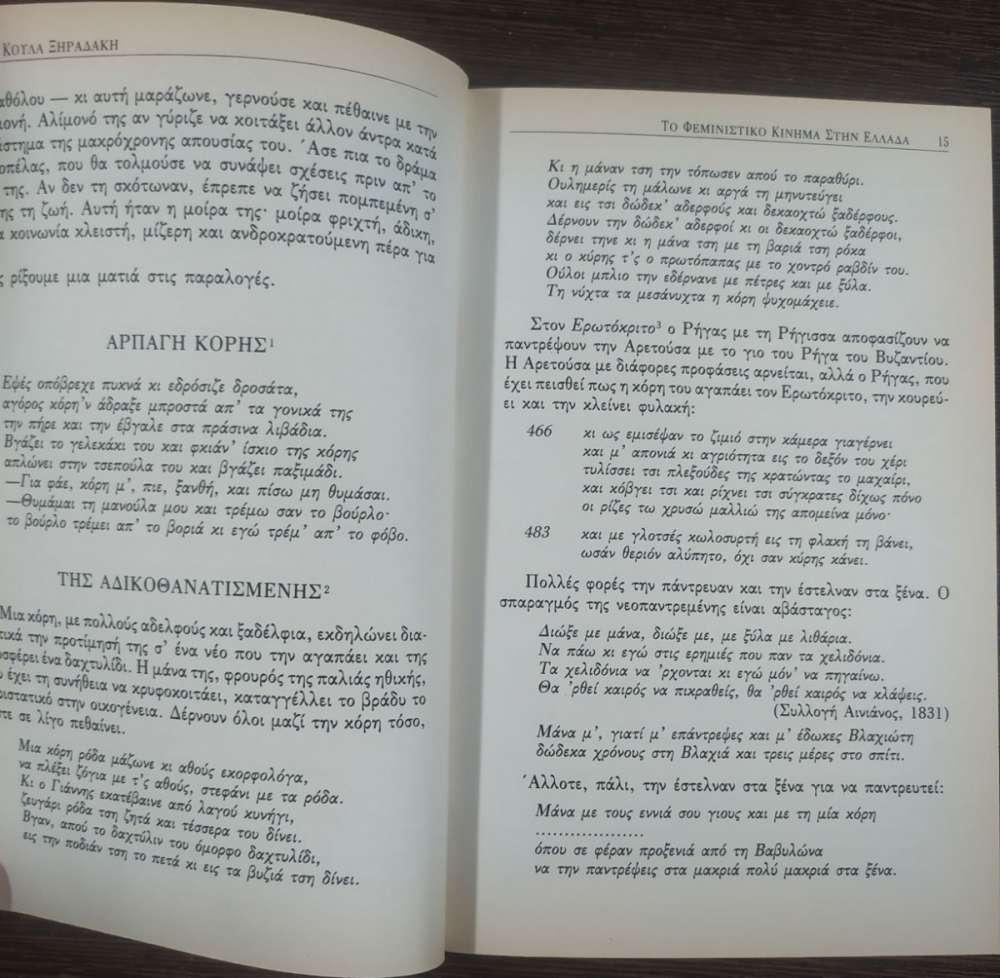 ΚΟΥΛΑ ΞΗΡΑΔΑΚΗ
αθόλου — κι αυτή μαράζωνε, γερνούσε και πέθαινε με την
μονή. Αλίμονό της αν γύριζε να κοιτάξει άλλον άντρα κατά
άστημα της μακρόχρονης απουσίας του. Άσε πια το δράμα
οπέλας, που θα τολμούσε να συνάψει σχέσεις πριν απ' το
της. Αν δεν τη σκότωναν, έπρεπε να ζήσει πομπεμένη σ'
ης τη ζωή. Αυτή ήταν η μοίρα της· μοίρα φριχτή, άδικη,
α κοινωνία κλειστή, μίζερη και ανδροκρατούμενη πέρα για
ς ρίξουμε μια ματιά στις παραλογές.
ΑΡΠΑΓΗ ΚΟΡΗΣ¹
Εψές οπόβρεχε πυκνά κι εδρόσιζε δροσάτα,
αγόρος κόρη'ν άδραξε μπροστά απ' τα γονικά της
την πήρε και την έβγαλε στα πράσινα λιβάδια.
Βγάζει το γελεκάκι του και φκιάν' ίσκιο της κόρης
απλώνει στην τσεπούλα του και βγάζει παξιμάδι.
—Για φάε, κόρη μ', πιε, ξανθή, και πίσω μη θυμάσαι.
—Θυμάμαι τη μανούλα μου και τρέμω σαν το βούρλο·
το βούρλο τρέμει απ' το βοριά κι εγώ τρέμ' απ' το φόβο.
ΤΗΣ ΑΔΙΚΟΘΑΝΑΤΙΣΜΕΝΗΣ²
Μια κόρη, με πολλούς αδελφούς και ξαδέλφια, εκδηλώνει δια-
τικά την προτίμησή της σ' ένα νέο που την αγαπάει και της
οσφέρει ένα δαχτυλίδι. Η μάνα της, φρουρός της παλιάς ηθικής,
υ έχει τη συνήθεια να κρυφοκοιτάει, καταγγέλλει το βράδυ το
ριστατικό στην οικογένεια. Δέρνουν όλοι μαζί την κόρη τόσο,
τε σε λίγο πεθαίνει.
Μια κόρη ρόδα μάζωνε κι αθούς εκορφολόγα,
να πλέξει ζόγια με τ'ς αθούς, στεφάνι με τα ρόδα.
Κι ο Γιάννης εκατέβαινε από λαγού κυνήγι,
ζευγάρι ρόδα τση ζητά και τέσσερα του δίνει.
Βγαν, απού το δαχτύλιν του όμορφο δαχτυλίδι,
εις την ποδιάν τση το πετά κι εις τα βυζιά τση δίνει.
ΤΟ ΦΕΜΙΝΙΣΤΙΚΟ ΚΙΝΗΜΑ ΣΤΗΝ ΕΛΛΑΔΑ 15
Κι η μάναν τση την τόπωσεν απού το παραθύρι.
Ουλημερίς τη μάλωνε κι αργά τη μηνυτεύγει
και εις τσι δώδεκ' αδερφούς και δεκαοχτώ ξαδέρφους.
Δέρνουν την δώδεκ' αδερφοί κι οι δεκαοχτώ ξαδέρφοι,
δέρνει τηνε κι η μάνα τση με τη βαριά τση ρόκα
κι ο κύρης τ'ς ο πρωτόπαπας με το χοντρό ραβδίν του.
Ούλοι μπλιο την εδέρνανε με πέτρες και με ξύλα.
Τη νύχτα τα μεσάνυχτα η κόρη ψυχομάχειε.
Στον Ερωτόκριτο³ ο Ρήγας με τη Ρήγισσα αποφασίζουν να
παντρέψουν την Αρετούσα με το γιο του Ρήγα του Βυζαντίου.
Η Αρετούσα με διάφορες προφάσεις αρνείται, αλλά ο Ρήγας, που
έχει πεισθεί πως η κόρη του αγαπάει τον Ερωτόκριτο, την κουρεύ-
ει και την κλείνει φυλακή:
466 κι ως εμισέψαν το ζιμιό στην κάμερα γιαγέρνει
και μ' απονιά κι αγριότητα εις το δεξόν του χέρι
τυλίσσει τσι πλεξούδες της κρατώντας το μαχαίρι,
και κόβγει τσι και ρίχνει τσι σύγκρατες δίχως πόνο
οι ρίζες τω χρυσώ μαλλιώ της απομείνα μόνο·
483 και με γλοτσές κωλοσυρτή εις τη φλακή τη βάνει,
ωσάν θεριόν αλύπητο, όχι σαν κύρης κάνει.
Πολλές φορές την πάντρευαν και την έστελναν στα ξένα. Ο
σπαραγμός της νεοπαντρεμένης είναι αβάσταγος:
Διώξε με μάνα, διώξε με, με ξύλα με λιθάρια.
Να πάω κι εγώ στις ερημιές που παν τα χελιδόνια.
Τα χελιδόνια να 'ρχονται κι εγώ μόν' να πηγαίνω.
Θα 'ρθεί καιρός να πικραθείς, θα 'ρθεί καιρός να κλάψεις.
(Συλλογή Αινιάνος, 1831)
Μάνα μ', γιατί μ' επάντρεψες και μ' έδωκες Βλαχιώτη
δώδεκα χρόνους στη Βλαχιά και τρεις μέρες στο σπίτι.
Άλλοτε, πάλι, την έστελναν στα ξένα για να παντρευτεί:
Μάνα με τους εννιά σου γιους και με τη μία κόρη
...................
όπου σε φέραν προξενιά από τη Βαβυλώνα
να την παντρέψεις στα μακριά πολύ μακριά στα ξένα.